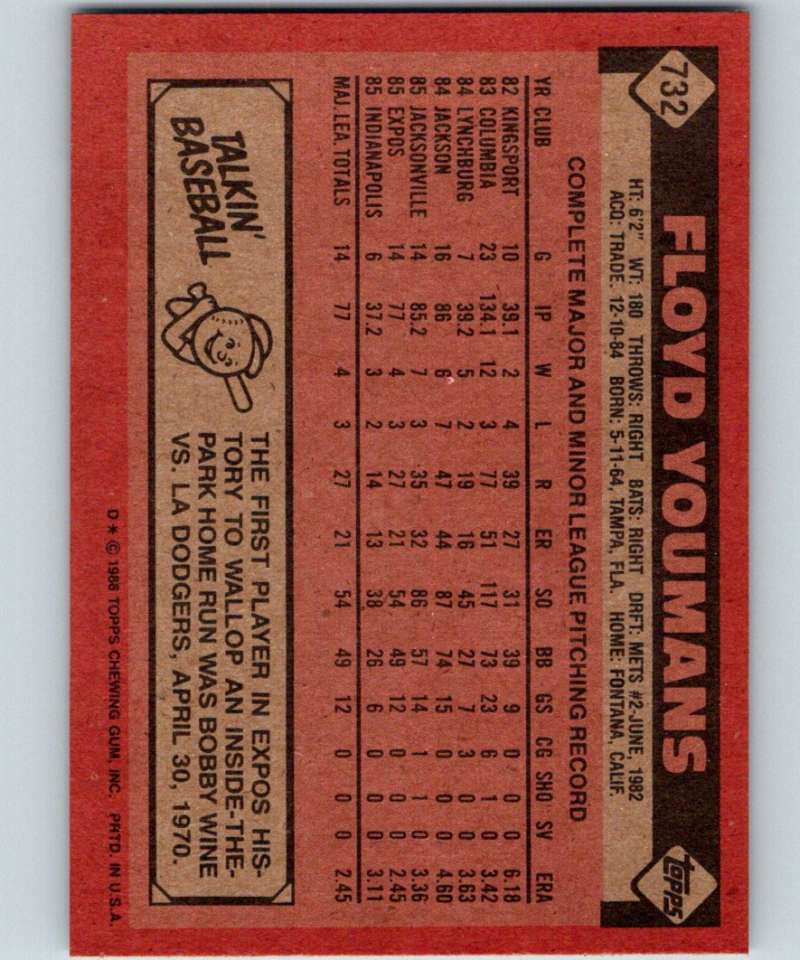 732
FLOYD YOUMANS
topps
HT: 6'2" WT: 180 THROWS: RIGHT BATS: RIGHT DRFT: METS #2-JUNE, 1982
ACQ: TRADE. 12-10-84 BORN: 5-11-64, TAMPA, FLA. HOME: FONTANA, CALIF.
COMPLETE MAJOR AND MINOR LEAGUE PITCHING RECORD
YR CLUB G IP W L R ER SO BB GS CG SHO SV ERA
82 KINGSPORT 10 39.1 2 4 39 27 31 39 9 0 0 0 6.18
83 COLUMBIA 23 134.1 12 3 77 51 117 73 23 6 1 0 3.42
84 LYNCHBURG 7 39.2 5 2 19 16 45 27 7 3 0 0 3.63
84 JACKSON 16 86 6 7 47 44 87 74 15 0 0 0 4.60
85 JACKSONVILLE 14 85.2 7 3 35 32 86 57 14 1 1 0 3.36
85 EXPOS 14 77 4 3 27 21 54 49 12 0 0 0 2.45
85 INDIANAPOLIS 6 37.2 3 2 14 13 38 26 6 0 0 0 3.11
MAJ. LEA. TOTALS 14 77 4 3 27 21 54 49 12 0 0 0 2.45
TALKIN'
BASEBALL
THE FIRST PLAYER IN EXPOS HIS-
TORY TO WALLOP AN INSIDE-THE-
PARK HOME RUN WAS BOBBY WINE
VS. LA DODGERS, APRIL 30, 1970.
D* © 1986 TOPPS CHEWING GUM, INC. PRTD. IN U.S.A.